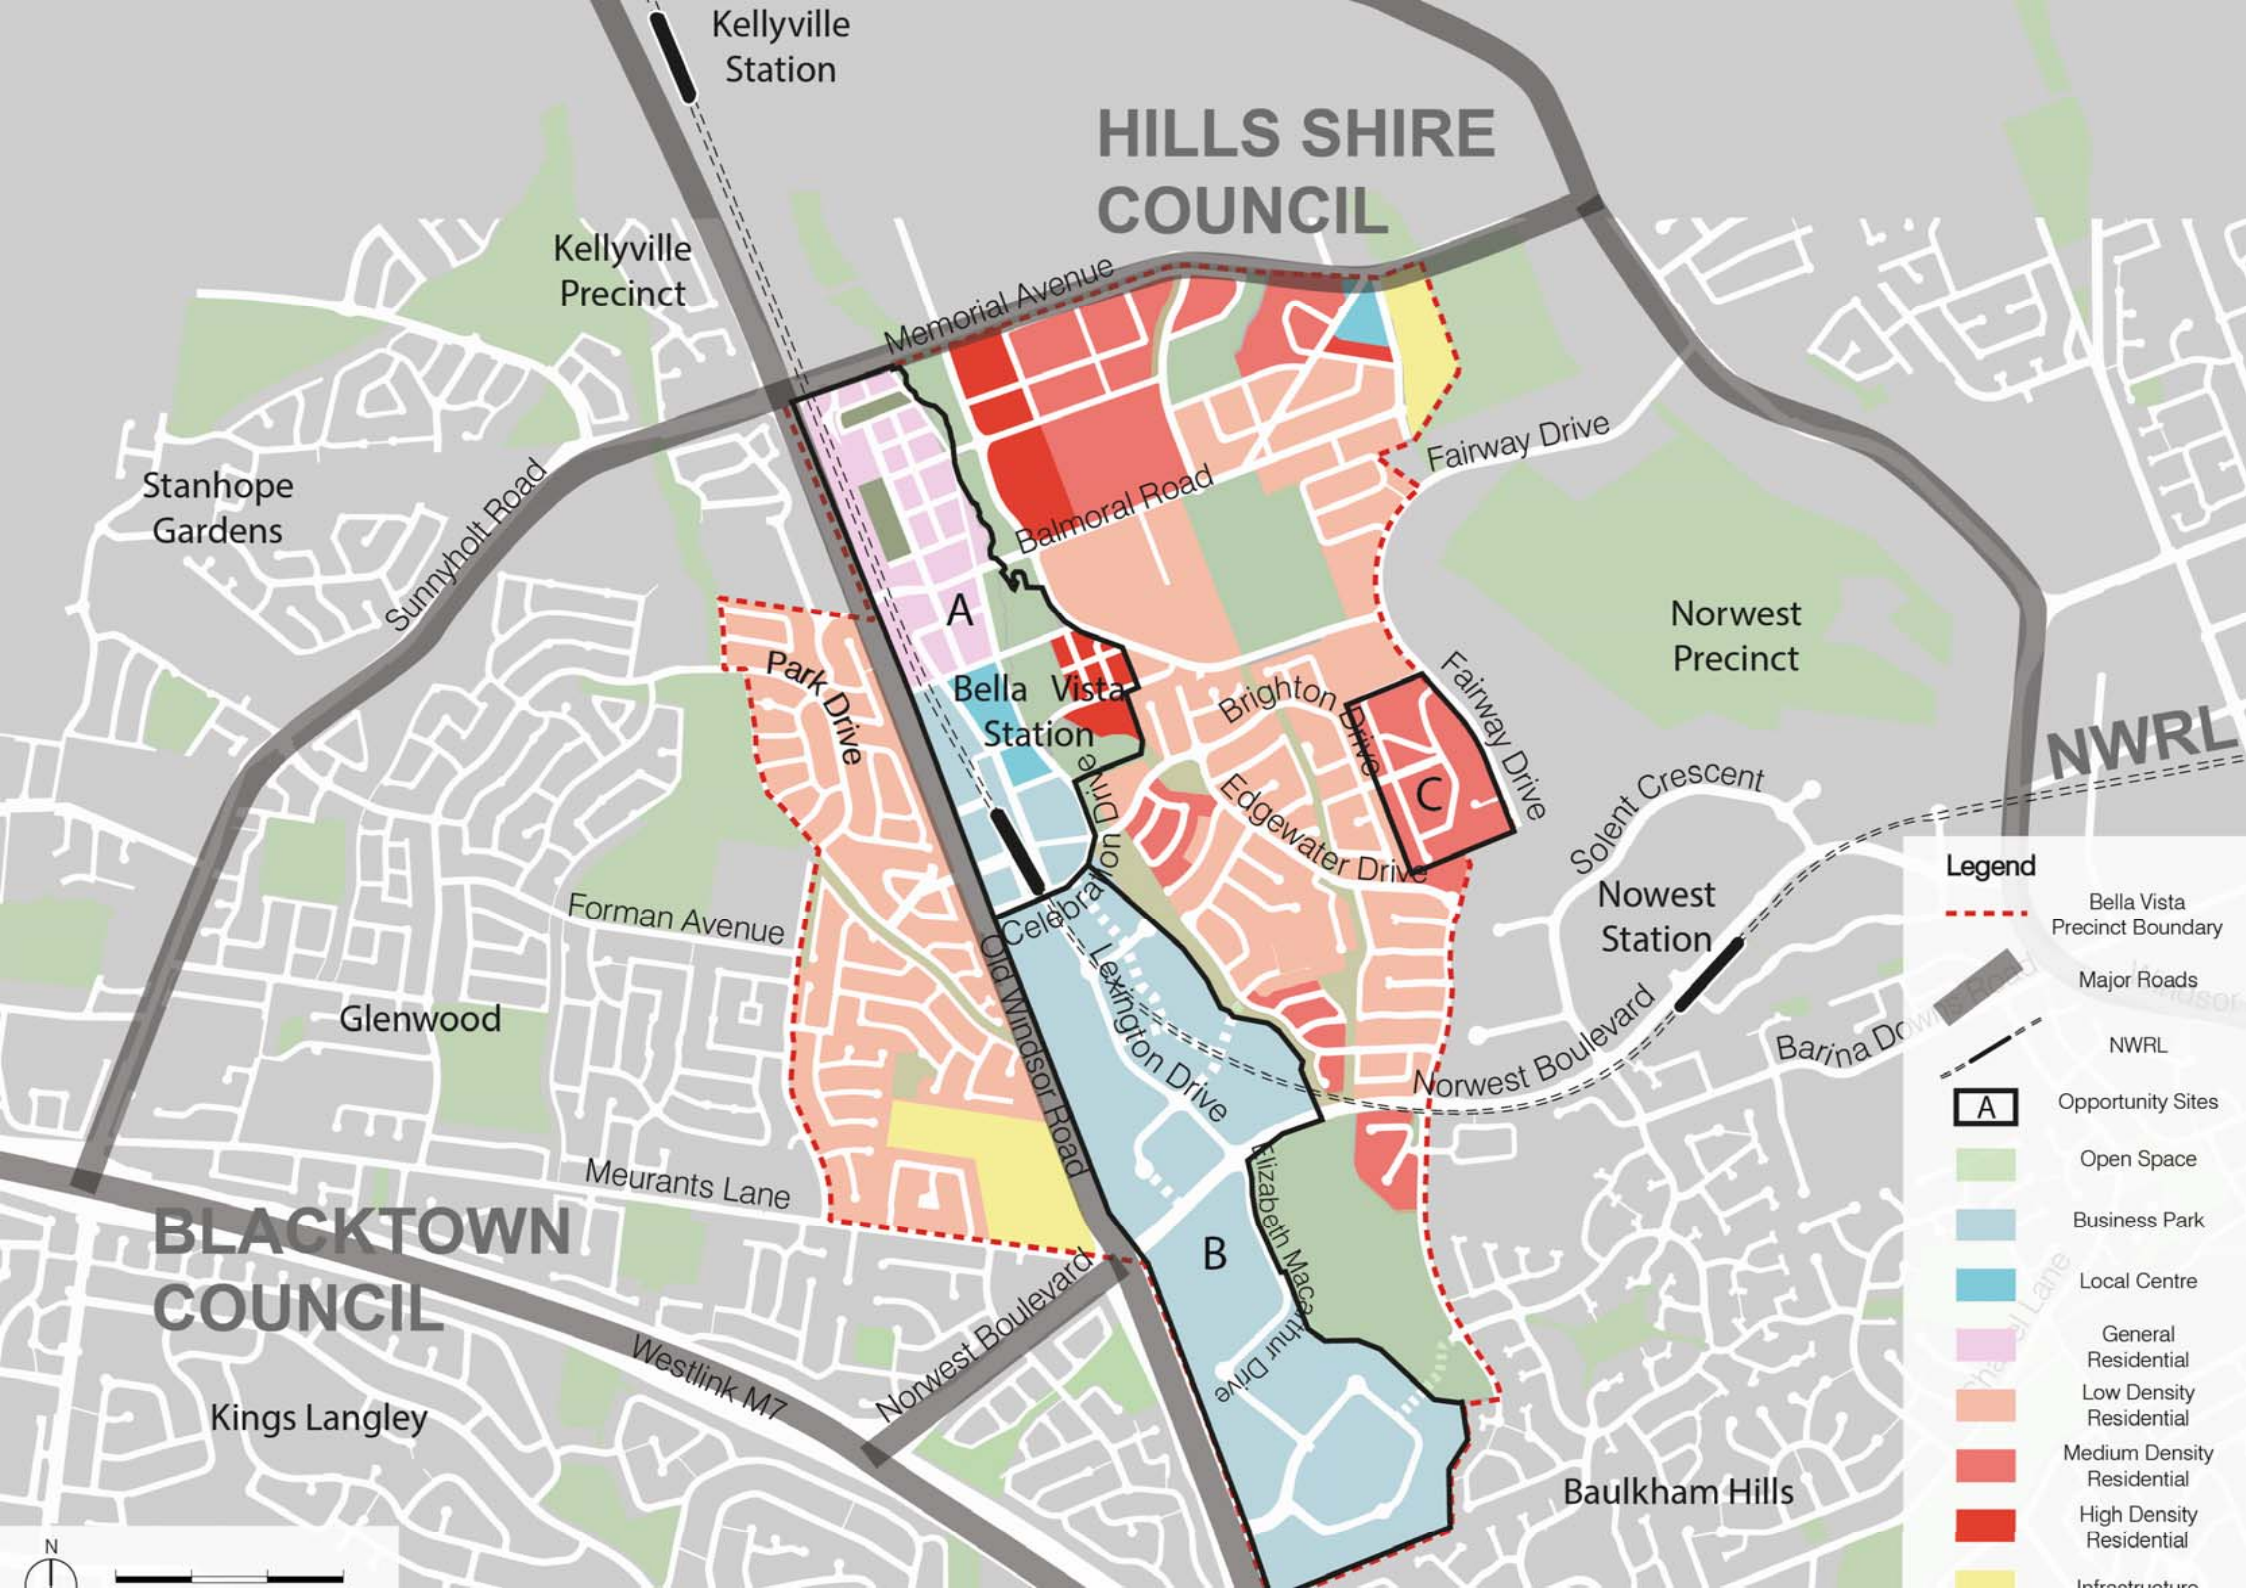 Kellyville
Station
HILLS SHIRE
COUNCIL
Kellyville
Precinct
Memorial Avenue
Fairway Drive
Stanhope
Gardens
Sunnyholt Road
Balmoral Road
Norwest
Precinct
A
Park Drive
Bella Vista
Station
Brighton Drive
Fairway Drive
NWRL
C
Edgewater Drive
Solent Crescent
Nowest
Station
Forman Avenue
Celebration Drive
Old Windsor Road
Lexington Drive
Glenwood
Norwest Boulevard
Barina Downs Road
Windsor
Meurants Lane
BLACKTOWN
COUNCIL
B
Elizabeth Macarthur Drive
Norwest Boulevard
Westlink M7
Kings Langley
Baulkham Hills
Lane
N
Legend
Bella Vista
Precinct Boundary
Major Roads
NWRL
A
Opportunity Sites
Open Space
Business Park
Local Centre
General
Residential
Low Density
Residential
Medium Density
Residential
High Density
Residential
Infrastructure